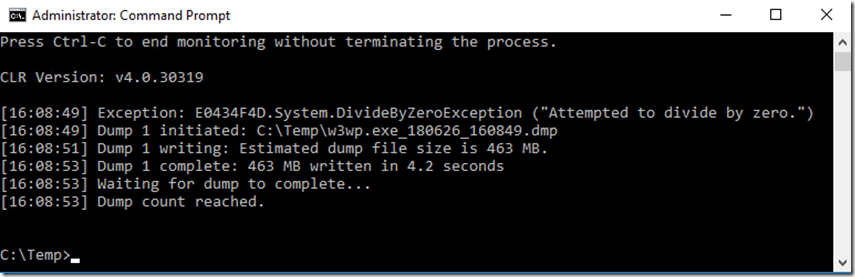 Administrator: Command Prompt
Press Ctrl-C to end monitoring without terminating the process.
CLR Version: v4.0.30319
[16:08:49] Exception: E0434F4D.System.DivideByZeroException ("Attempted to divide by zero.")
[16:08:49] Dump 1 initiated: C:\Temp\w3wp.exe_180626_160849.dmp
[16:08:51] Dump 1 writing: Estimated dump file size is 463 MB.
[16:08:53] Dump 1 complete: 463 MB written in 4.2 seconds
[16:08:53] Waiting for dump to complete...
[16:08:53] Dump count reached.
C:\Temp>